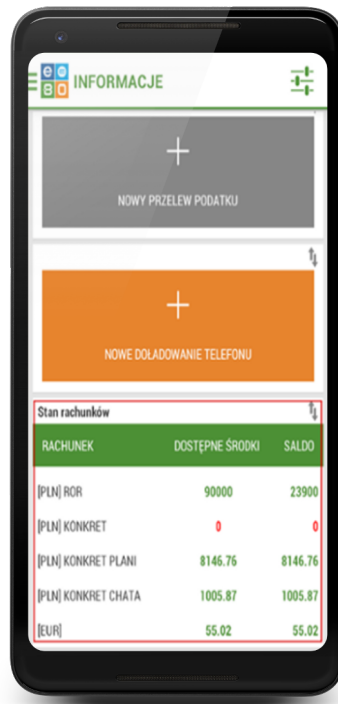 e e
B O
INFORMACJE
NOWY PRZELEW PODATKU
NOWE DOŁADOWANIE TELEFONU
Stan rachunków
RACHUNEK DOSTĘPNE ŚRODKI SALDO
[PLN] ROR 90000 23900
[PLN] KONKRET 0 0
[PLN] KONKRET PLANI 8146.76 8146.76
[PLN] KONKRET CHATA 1005.87 1005.87
[EUR] 55.02 55.02